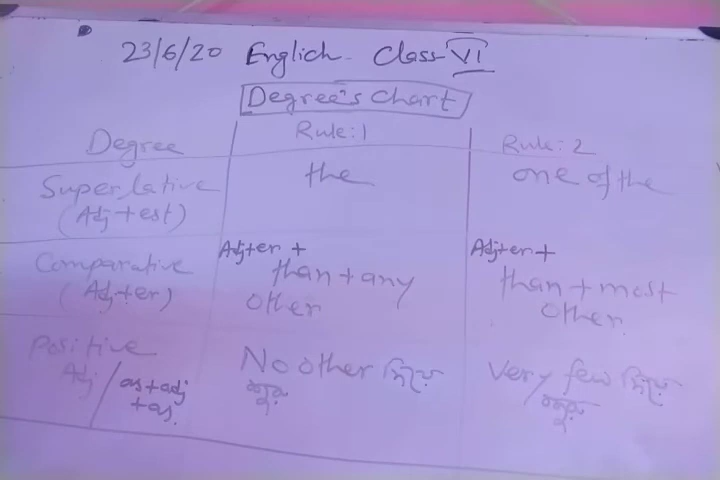 23/6/20 English Class VI
Degree's Chart
Degree Rule:1 Rule:2
Superlative the one of the
(Adj+est)
Comparative Adj+er + Adj+er+
(Adj+er) than+any than+most
other other
Positive No other দিয়ে Very few দিয়ে
Adj/as+adj শুরু শুরু
+as.